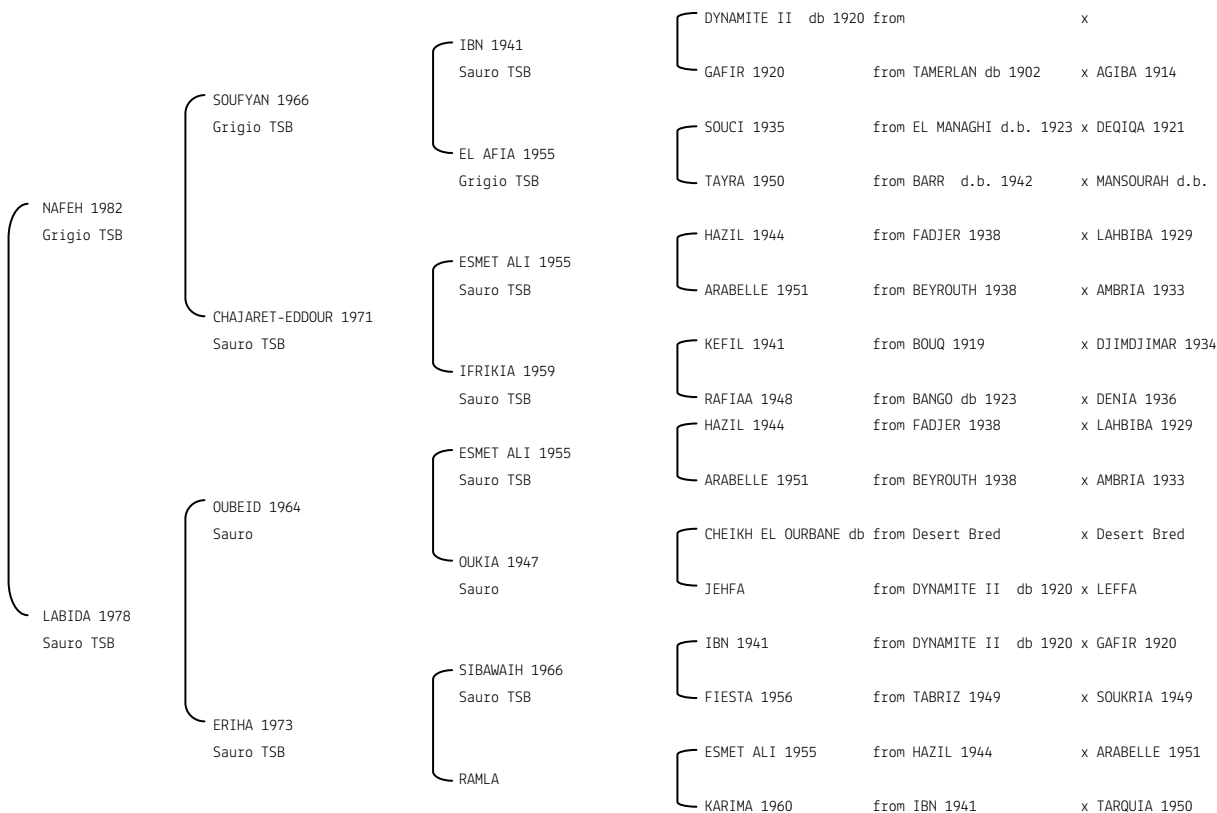 DYNAMITE II db 1920 from x
IBN 1941
Sauro TSB
GAFIR 1920 from TAMERLAN db 1902 x AGIBA 1914
SOUFYAN 1966
Grigio TSB
SOUCI 1935 from EL MANAGHI d.b. 1923 x DEQIQA 1921
EL AFIA 1955
Grigio TSB
TAYRA 1950 from BARR d.b. 1942 x MANSOURAH d.b.
NAFEH 1982
Grigio TSB
HAZIL 1944 from FADJER 1938 x LAHBIBA 1929
ESMET ALI 1955
Sauro TSB
ARABELLE 1951 from BEYROUTH 1938 x AMBRIA 1933
CHAJARET-EDDOUR 1971
Sauro TSB
KEFIL 1941 from BOUQ 1919 x DJIMDJIMAR 1934
IFRIKIA 1959
Sauro TSB
RAFIAA 1948 from BANGO db 1923 x DENIA 1936
HAZIL 1944 from FADJER 1938 x LAHBIBA 1929
ESMET ALI 1955
Sauro TSB
ARABELLE 1951 from BEYROUTH 1938 x AMBRIA 1933
OUBEID 1964
Sauro
CHEIKH EL OURBANE db from Desert Bred x Desert Bred
OUKIA 1947
Sauro
JEHFA from DYNAMITE II db 1920 x LEFFA
LABIDA 1978
Sauro TSB
IBN 1941 from DYNAMITE II db 1920 x GAFIR 1920
SIBAWAIH 1966
Sauro TSB
FIESTA 1956 from TABRIZ 1949 x SOUKRIA 1949
ERIHA 1973
Sauro TSB
ESMET ALI 1955 from HAZIL 1944 x ARABELLE 1951
RAMLA
KARIMA 1960 from IBN 1941 x TARQUIA 1950